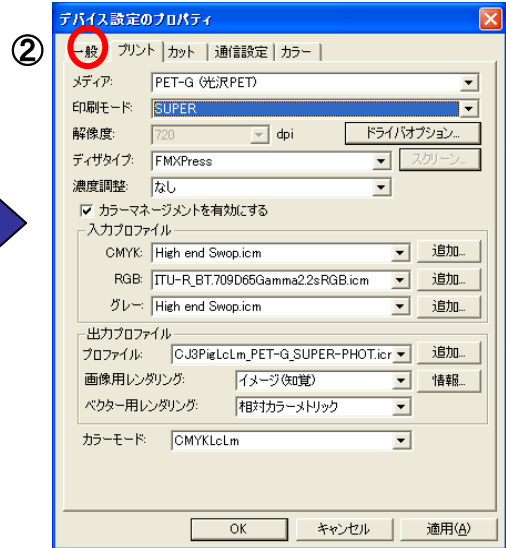 デバイス設定のプロパティ
②
一般 プリント カット 通信設定 カラー
メディア: PET-G (光沢PET)
印刷モード: SUPER
解像度: 720 dpi ドライバオプション...
ディザタイプ: FMXPress スクリーン...
濃度調整: なし
カラーマネージメントを有効にする
入力プロファイル
CMYK: High end Swop.icm 追加...
RGB: ITU-R_BT.709D65Gamma2.2sRGB.icm 追加...
グレー: High end Swop.icm 追加...
出力プロファイル
プロファイル: CJ3PigLcLm_PET-G_SUPER-PHOT.icr 追加...
画像用レンダリング: イメージ(知覚) 情報...
ベクター用レンダリング: 相対カラーメトリック
カラーモード: CMYKLcLm
OK キャンセル 適用(A)